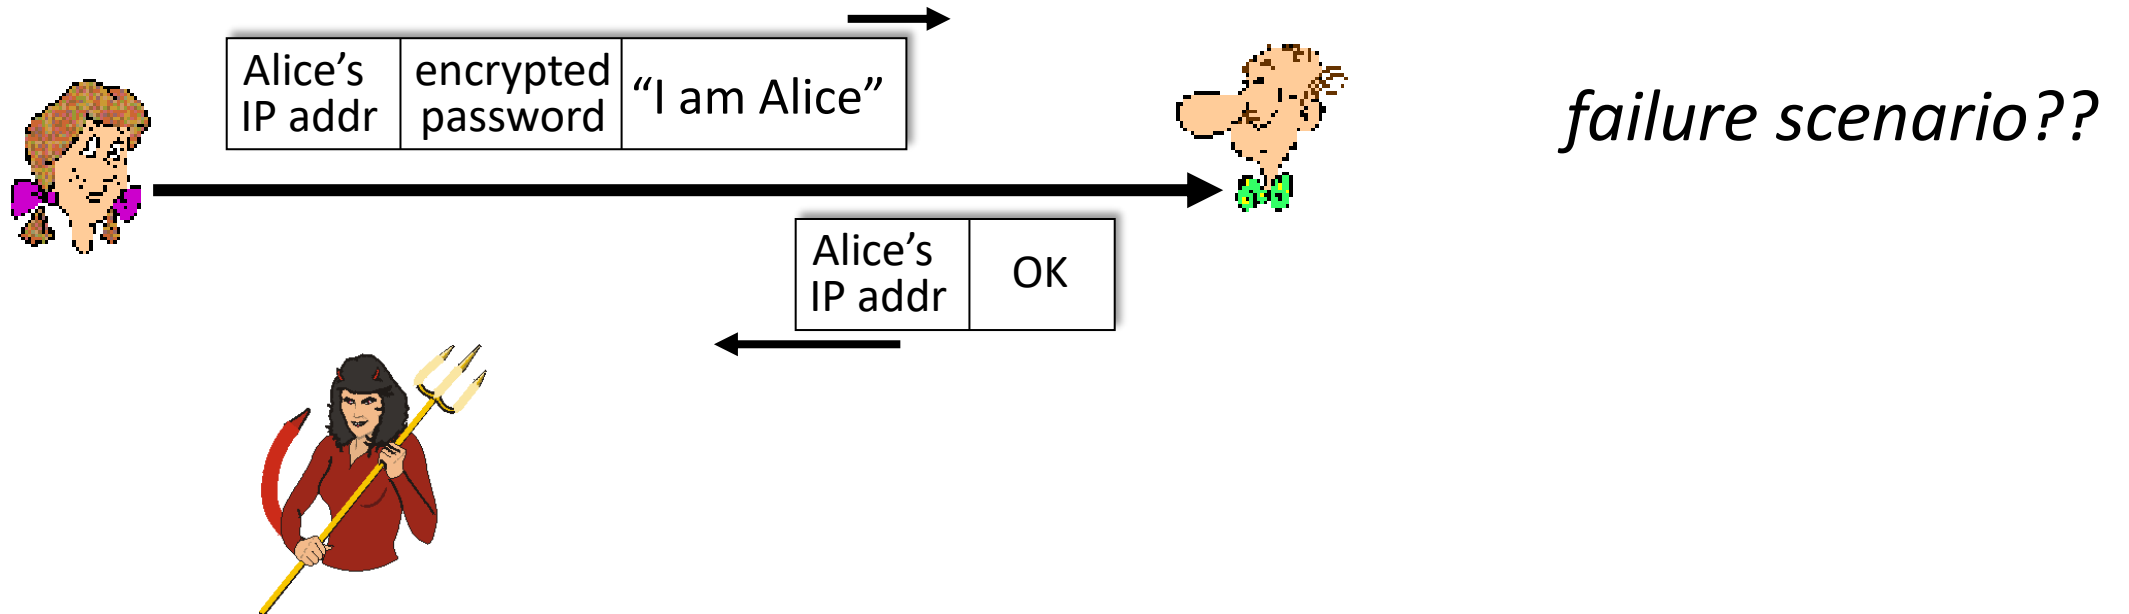 Alice’s
IP addr
encrypted
password
“I am Alice”
failure scenario??
Alice’s
IP addr
OK